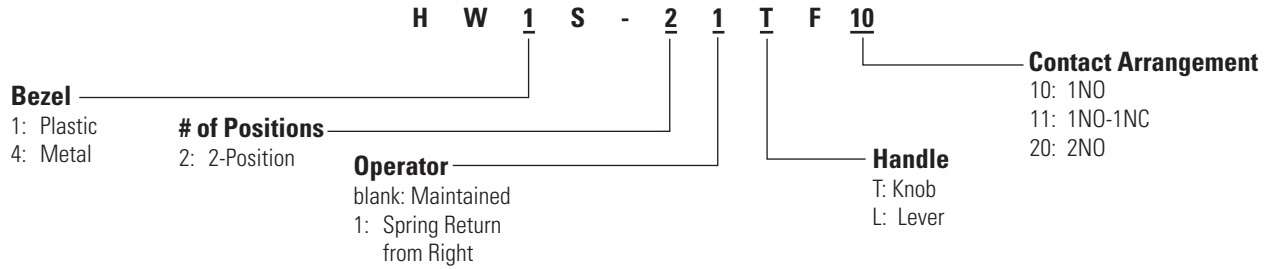 H W 1 S - 2 1 T F 10
Bezel
1: Plastic
4: Metal
# of Positions
2: 2-Position
Operator
blank: Maintained
1: Spring Return
from Right
Handle
T: Knob
L: Lever
Contact Arrangement
10: 1NO
11: 1NO-1NC
20: 2NO